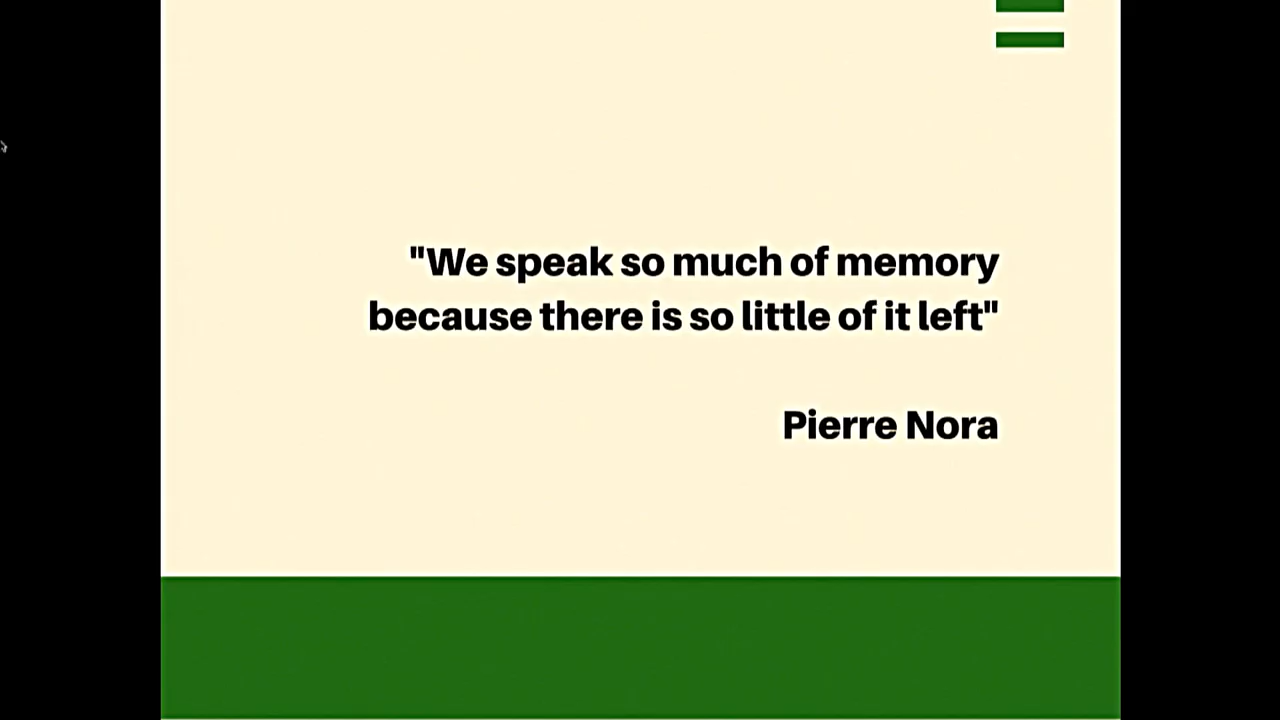 "We speak so much of memory
because there is so little of it left"
Pierre Nora